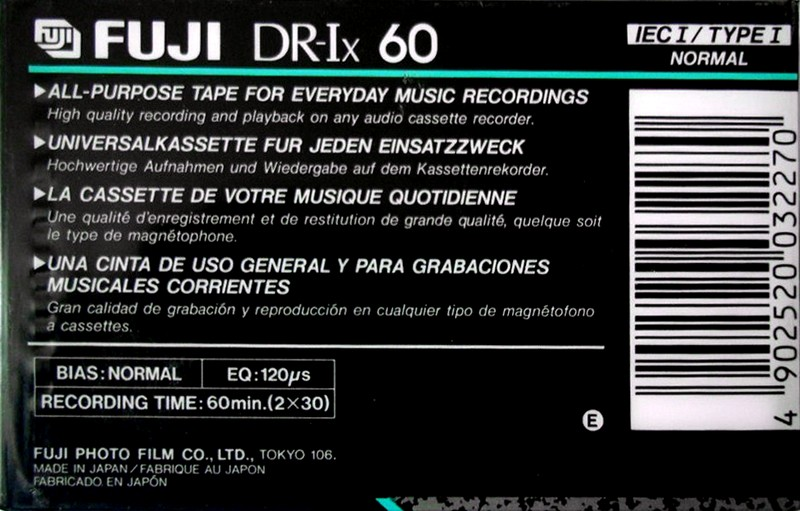 FUJI FUJI DR-Ix 60
IEC I / TYPE I
NORMAL
▶ALL-PURPOSE TAPE FOR EVERYDAY MUSIC RECORDINGS
High quality recording and playback on any audio cassette recorder.
▶UNIVERSALKASSETTE FUR JEDEN EINSATZZWECK
Hochwertige Aufnahmen und Wiedergabe auf dem Kassettenrekorder.
▶LA CASSETTE DE VOTRE MUSIQUE QUOTIDIENNE
Une qualité d'enregistrement et de restitution de grande qualité, quelque soit
le type de magnétophone.
▶UNA CINTA DE USO GENERAL Y PARA GRABACIONES
MUSICALES CORRIENTES
Gran calidad de grabación y reproducción en cualquier tipo de magnétofono
a cassettes.
BIAS:NORMAL EQ:120µs
RECORDING TIME: 60min.(2×30)
E
FUJI PHOTO FILM CO., LTD., TOKYO 106.
MADE IN JAPAN/FABRIQUE AU JAPON
FABRICADO EN JAPÓN
4 902520 032270